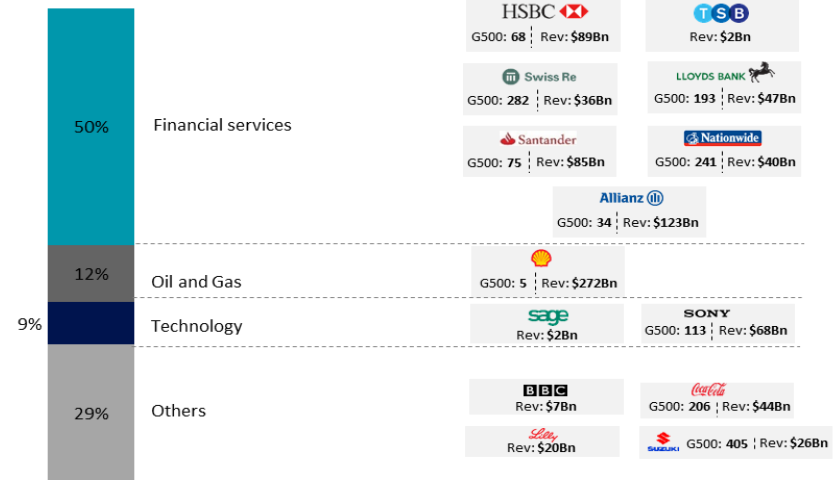 HSBC
G500: 68 | Rev: $89Bn
TSB
Rev: $2Bn
Swiss Re
G500: 282 | Rev: $36Bn
LLOYDS BANK
G500: 193 | Rev: $47Bn
50%
Financial services
Santander
G500: 75 | Rev: $85Bn
Nationwide
G500: 241 | Rev: $40Bn
Allianz
G500: 34 | Rev: $123Bn
12%
Oil and Gas
G500: 5 | Rev: $272Bn
9%
Technology
sage
Rev: $2Bn
SONY
G500: 113 | Rev: $68Bn
29%
Others
BBC
Rev: $7Bn
Coca-Cola
G500: 206 | Rev: $44Bn
Lilly
Rev: $20Bn
SUZUKI
G500: 405 | Rev: $26Bn